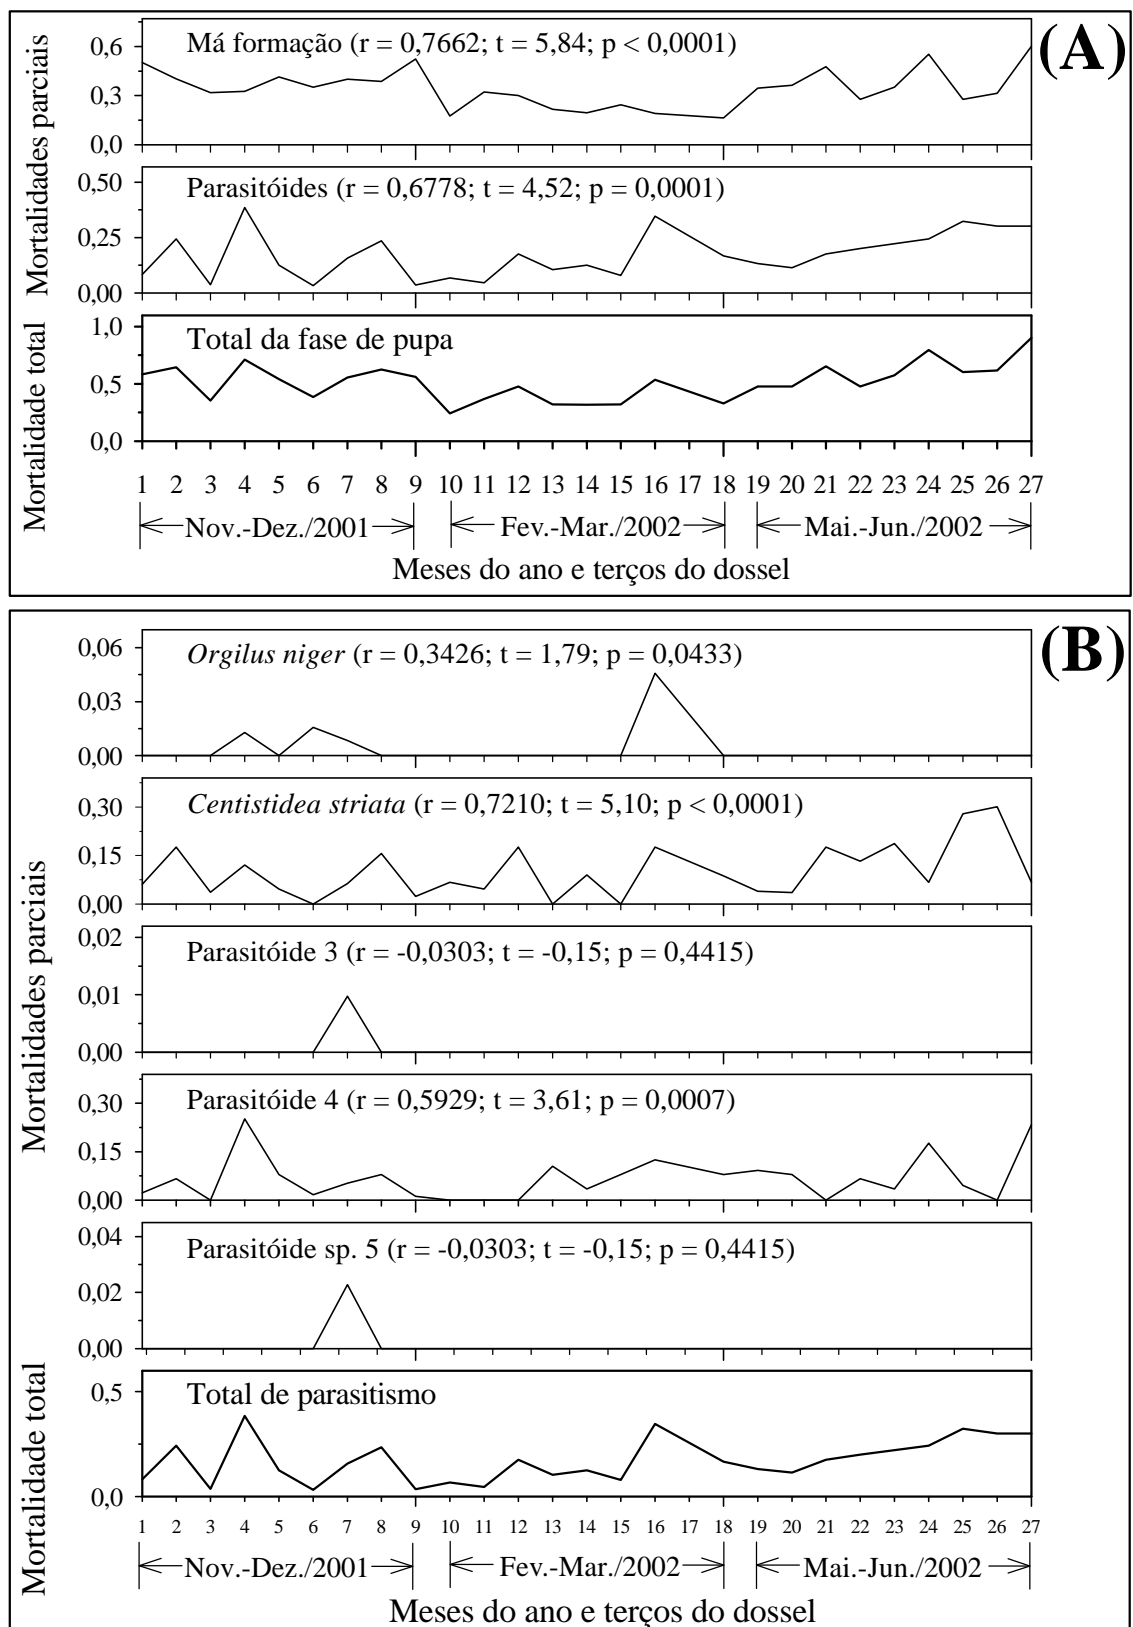 (A)
Mortalidades parciais
Má formação (r = 0,7662; t = 5,84; p < 0,0001)
0,6
0,3
0,0
Parasitóides (r = 0,6778; t = 4,52; p = 0,0001)
0,50
0,25
0,00
Mortalidade total
Total da fase de pupa
1,0
0,5
0,0
1 2 3 4 5 6 7 8 9 10 11 12 13 14 15 16 17 18 19 20 21 22 23 24 25 26 27
Nov.-Dez./2001 Fev.-Mar./2002 Mai.-Jun./2002
Meses do ano e terços do dossel
(B)
Mortalidades parciais
Orgilus niger (r = 0,3426; t = 1,79; p = 0,0433)
0,06
0,03
0,00
Centistidea striata (r = 0,7210; t = 5,10; p < 0,0001)
0,30
0,15
0,00
Parasitóide 3 (r = -0,0303; t = -0,15; p = 0,4415)
0,02
0,01
0,00
Parasitóide 4 (r = 0,5929; t = 3,61; p = 0,0007)
0,30
0,15
0,00
Parasitóide sp. 5 (r = -0,0303; t = -0,15; p = 0,4415)
0,04
0,02
0,00
Mortalidade total
Total de parasitismo
0,5
0,0
1 2 3 4 5 6 7 8 9 10 11 12 13 14 15 16 17 18 19 20 21 22 23 24 25 26 27
Nov.-Dez./2001 Fev.-Mar./2002 Mai.-Jun./2002
Meses do ano e terços do dossel